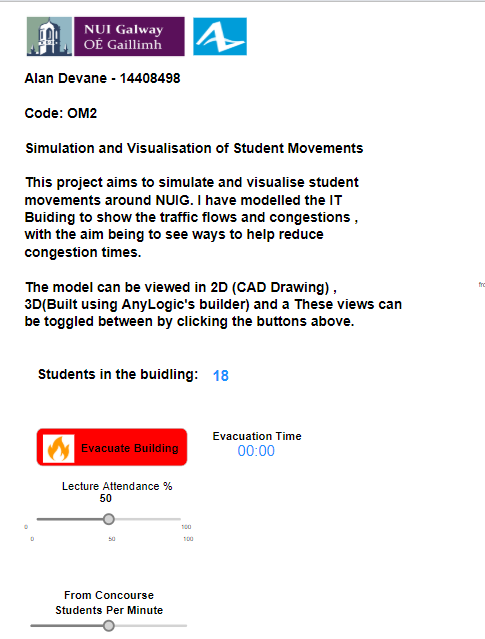 NUI Galway
OÉ Gaillimh
Alan Devane - 14408498
Code: OM2
Simulation and Visualisation of Student Movements
This project aims to simulate and visualise student
movements around NUIG. I have modelled the IT
Buiding to show the traffic flows and congestions ,
with the aim being to see ways to help reduce
congestion times.
The model can be viewed in 2D (CAD Drawing) ,
3D(Built using AnyLogic's builder) and a These views can
be toggled between by clicking the buttons above.
Students in the buidling: 18
Evacuate Building
Evacuation Time
00:00
Lecture Attendance %
50
0 100
0 50 100
From Concourse
Students Per Minute